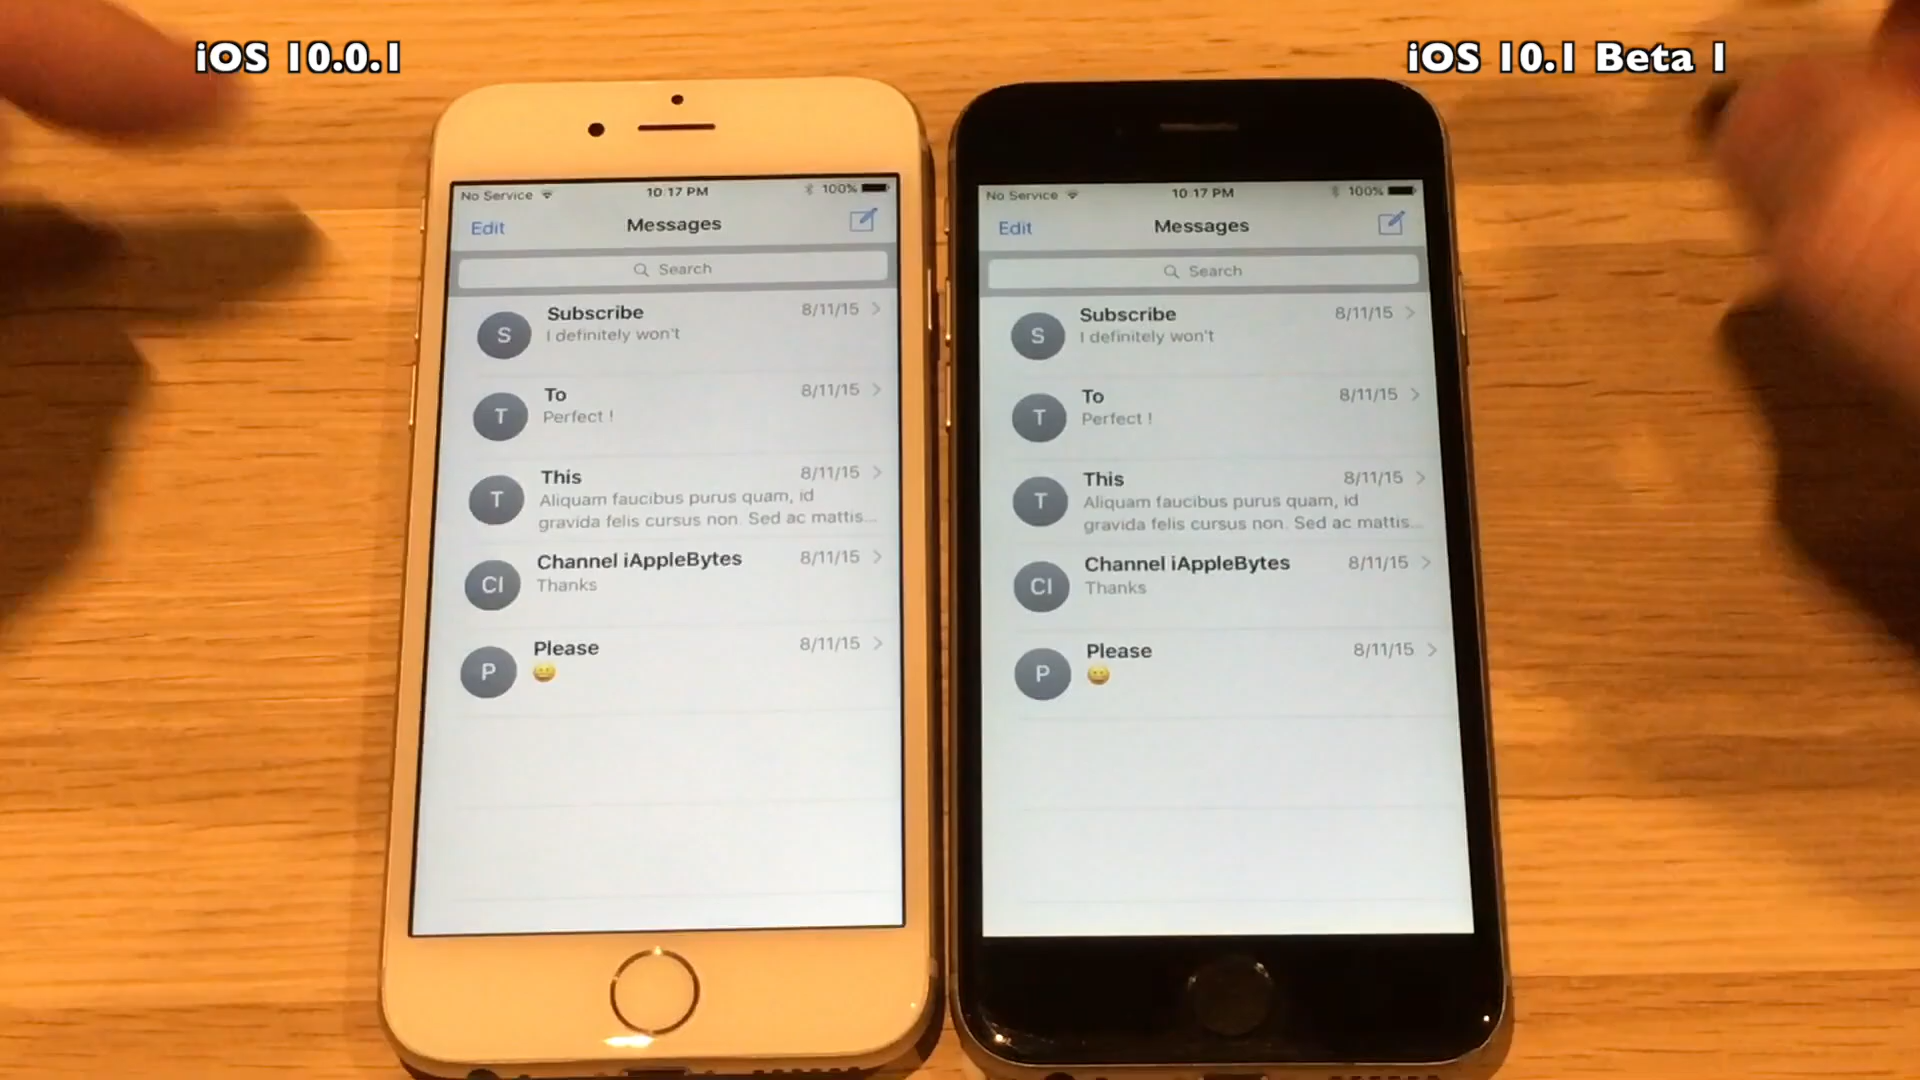 iOS 10.0.1
iOS 10.1 Beta 1
No Service
10:17 PM
100%
Edit
Messages
Search
S
Subscribe
8/11/15
I definitely won't
T
To
8/11/15
Perfect !
T
This
8/11/15
Aliquam faucibus purus quam, id
gravida felis cursus non. Sed ac mattis...
CI
Channel iAppleBytes
8/11/15
Thanks
P
Please
8/11/15
No Service
10:17 PM
100%
Edit
Messages
Search
S
Subscribe
8/11/15
I definitely won't
T
To
8/11/15
Perfect !
T
This
8/11/15
Aliquam faucibus purus quam, id
gravida felis cursus non. Sed ac mattis...
CI
Channel iAppleBytes
8/11/15
Thanks
P
Please
8/11/15